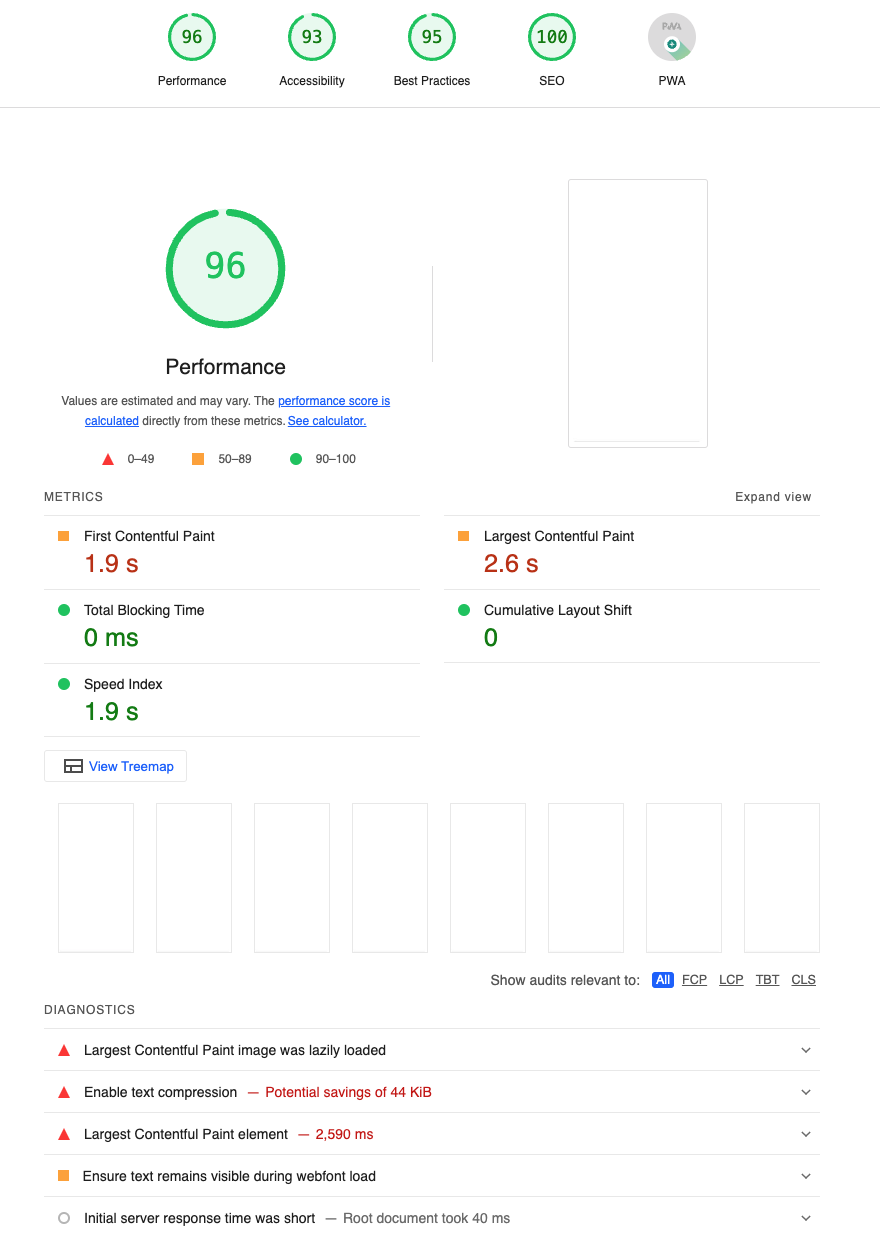 96
93
95
100
PWA
Performance
Accessibility
Best Practices
SEO
PWA
96
Performance
Values are estimated and may vary. The performance score is
calculated directly from these metrics. See calculator.
0–49
50–89
90–100
METRICS
Expand view
First Contentful Paint
1.9 s
Largest Contentful Paint
2.6 s
Total Blocking Time
0 ms
Cumulative Layout Shift
0
Speed Index
1.9 s
View Treemap
Show audits relevant to: All FCP LCP TBT CLS
DIAGNOSTICS
Largest Contentful Paint image was lazily loaded
Enable text compression — Potential savings of 44 KiB
Largest Contentful Paint element — 2,590 ms
Ensure text remains visible during webfont load
Initial server response time was short — Root document took 40 ms